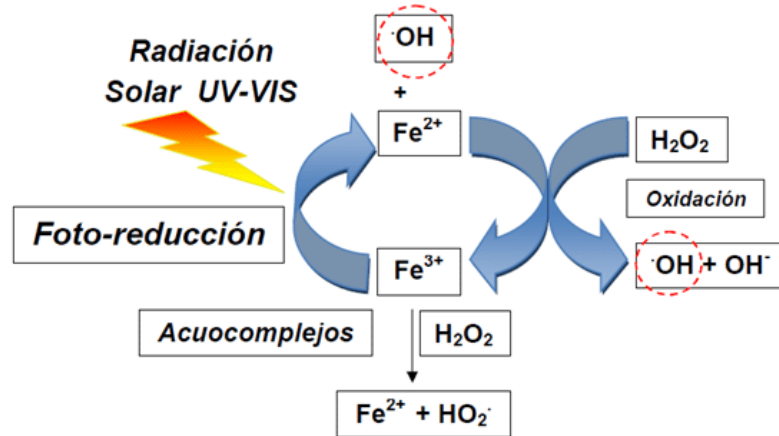 ·OH
Radiación
Solar UV-VIS
+
Fe²⁺
H₂O₂
Oxidación
Foto-reducción
Fe³⁺
·OH + OH⁻
Acuocomplejos
H₂O₂
Fe²⁺ + HO₂·